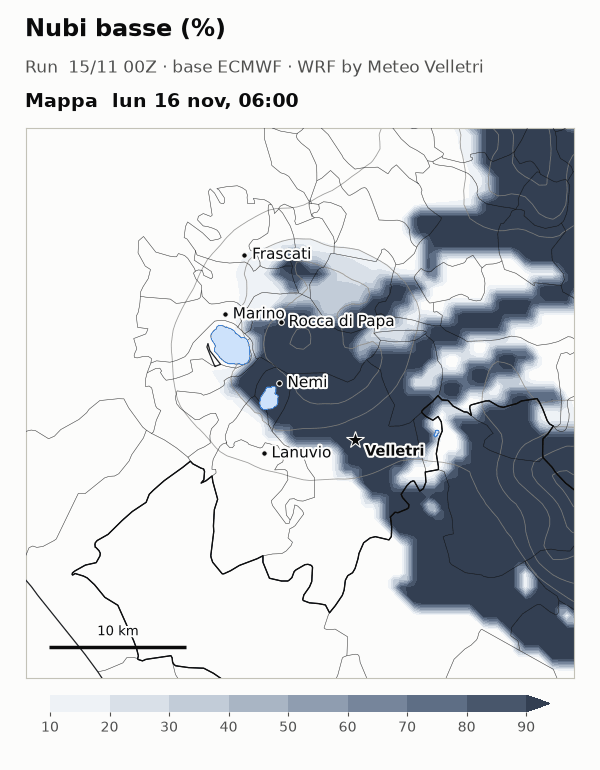 Nubi basse (%)
Run  15/11 00Z · base ECMWF · WRF by Meteo Velletri
Mappa  lun 16 nov, 06:00
Frascati
Marino
Rocca di Papa
Nemi
Velletri
Lanuvio
10 km
10 20 30 40 50 60 70 80 90